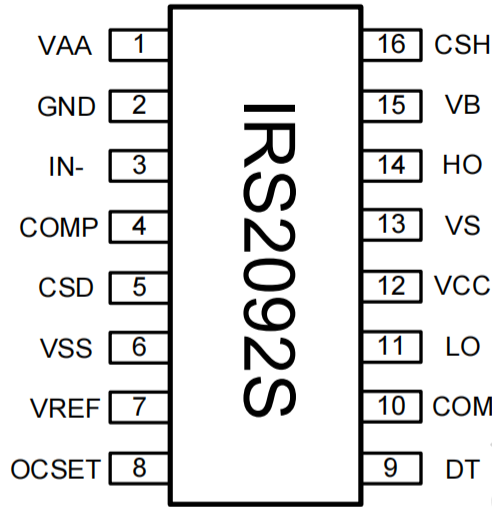 VAA 1 16 CSH
GND 2 15 VB
IN- 3 14 HO
COMP 4 13 VS
CSD 5 12 VCC
VSS 6 11 LO
VREF 7 10 COM
OCSET 8 9 DT
IRS2092S